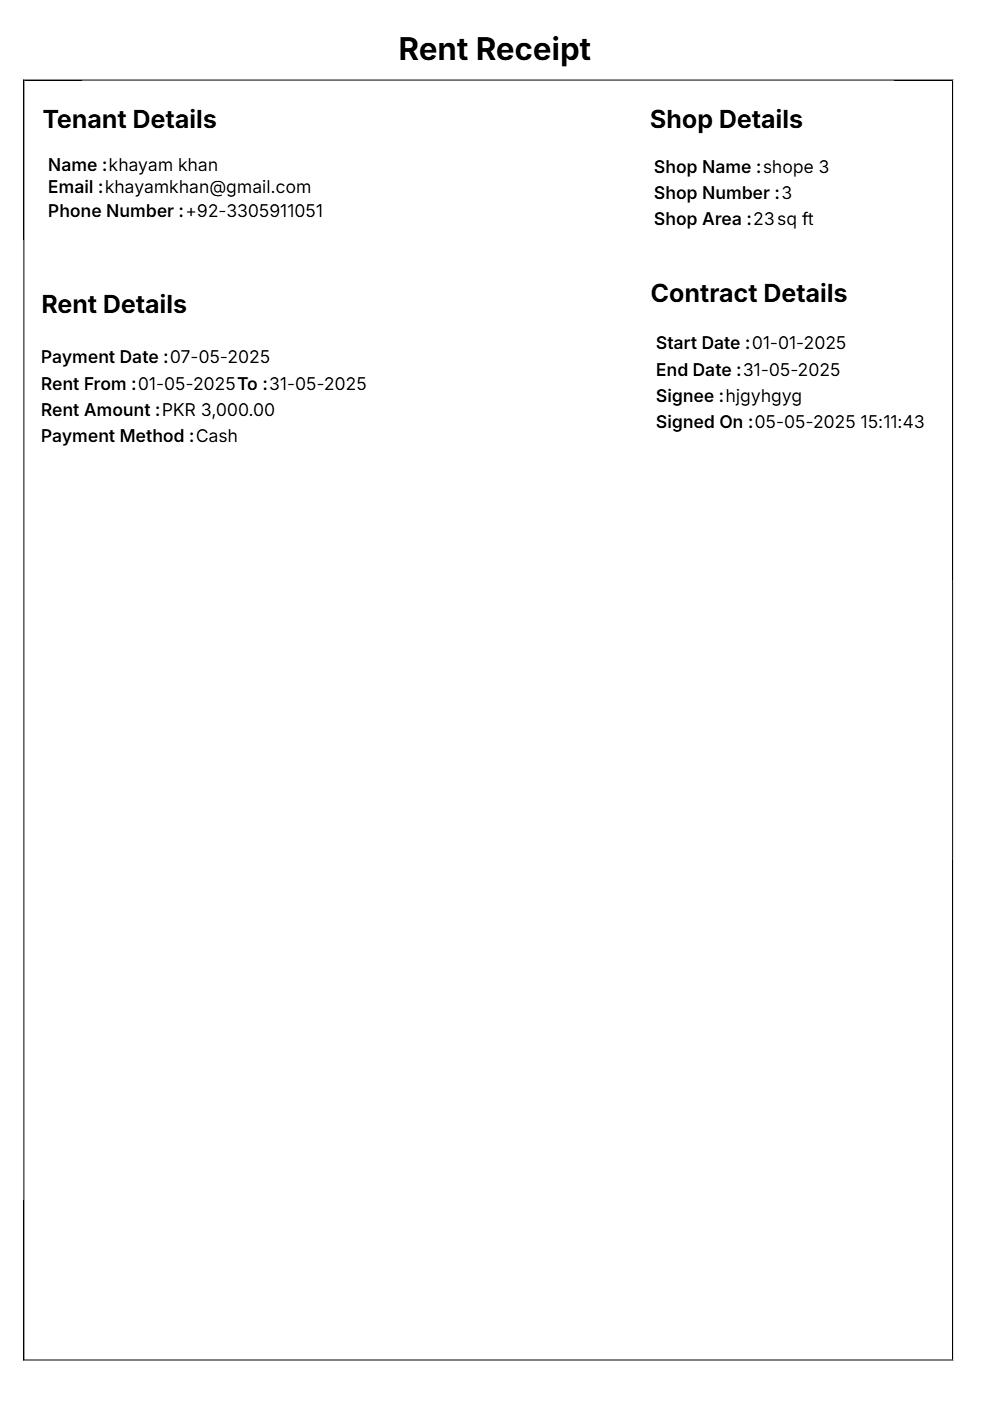 Rent Receipt
Tenant Details
Name :khayam khan
Email :khayamkhan@gmail.com
Phone Number :+92-3305911051
Shop Details
Shop Name :shope 3
Shop Number :3
Shop Area :23 sq ft
Rent Details
Payment Date :07-05-2025
Rent From :01-05-2025 To :31-05-2025
Rent Amount :PKR 3,000.00
Payment Method :Cash
Contract Details
Start Date :01-01-2025
End Date :31-05-2025
Signee :hjgyhgyg
Signed On :05-05-2025 15:11:43